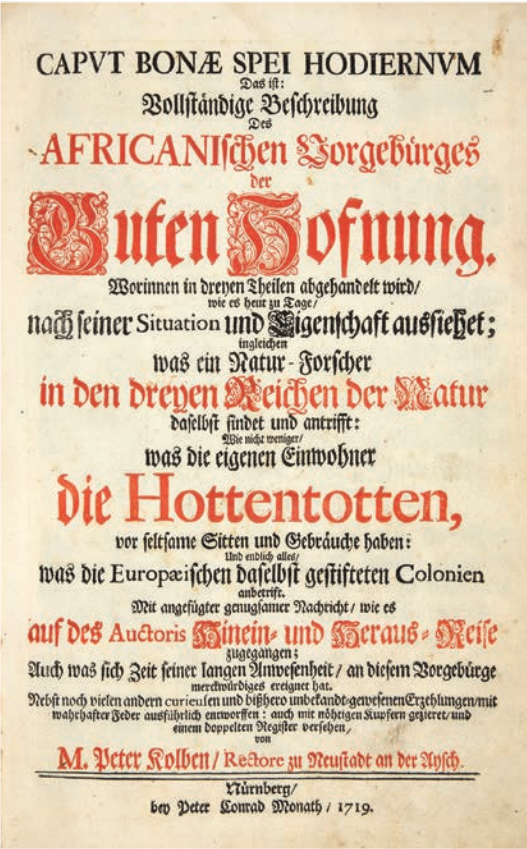 CAPVT BONÆ SPEI HODIERNVM
Das ist:
Vollständige Beschreibung
Des
AFRICANIschen Vorgebürges
der
Guten Hofnung.
Worinnen in dreyen Theilen abgehandelt wird/
wie es heut zu Tage/
nach seiner Situation und Eigenschaft aussiehet;
ingleichen
was ein Natur-Forscher
in den dreyen Reichen der Natur
daselbst findet und antrifft:
Wie nicht weniger/
was die eigenen Einwohner
die Hottentotten,
vor seltsame Sitten und Gebräuche haben:
Und endlich alles/
was die Europæischen daselbst gestifteten Colonien
anbetrift.
Mit angefügter genugsamer Nachricht/ wie es
auf des Auctoris Hinein- und Heraus-Reise
zugegangen;
Auch was sich Zeit seiner langen Anwesenheit/ an diesem Vorgebürge
merckwürdiges ereignet hat.
Nebst noch vielen andern curieusen und bißhero unbekandt-gewesenen Erzehlungen/mit
wahrhafter Feder ausführlich entworffen: auch mit nöhtigen Kupfern gezieret/und
einem doppelten Register versehen/
von
M. Peter Kolben/ Rectore zu Neustadt an der Aysch.
Nürnberg/
bey Peter Conrad Monath/ 1719.